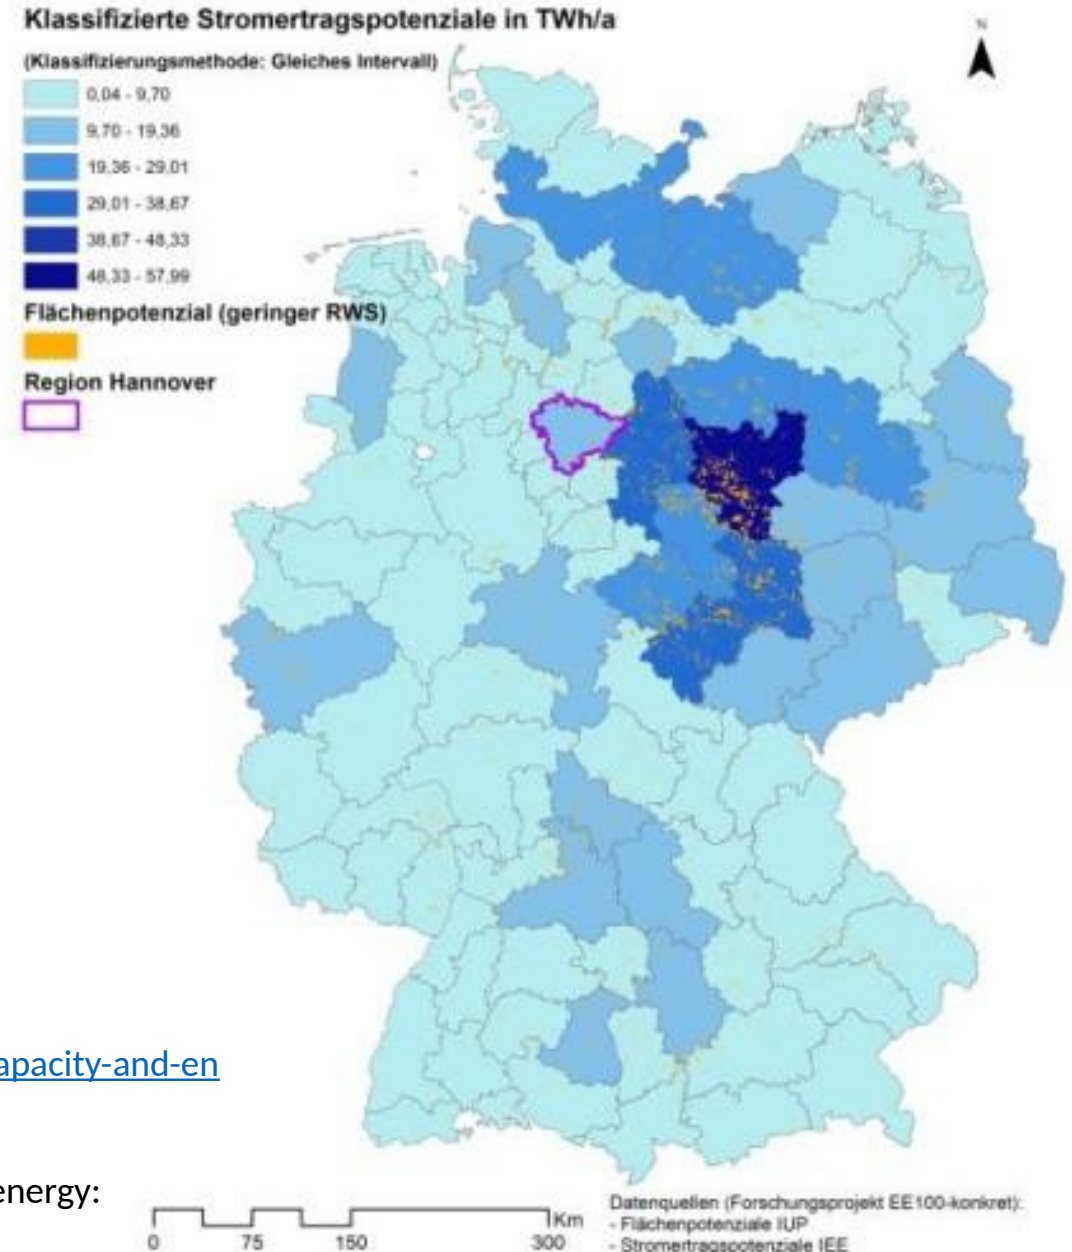 Klassifizierte Stromertragspotenziale in TWh/a
(Klassifizierungsmethode: Gleiches Intervall)
0,04 - 9,70
9,70 - 19,36
19,36 - 29,01
29,01 - 38,67
38,67 - 48,33
48,33 - 57,99
Flächenpotenzial (geringer RWS)
Region Hannover
N
apacity-and-en
energy:
Km
0 75 150 300
Datenquellen (Forschungsprojekt EE100-konkret):
- Flächenpotenziale IUP
- Stromertragspotenziale IEE